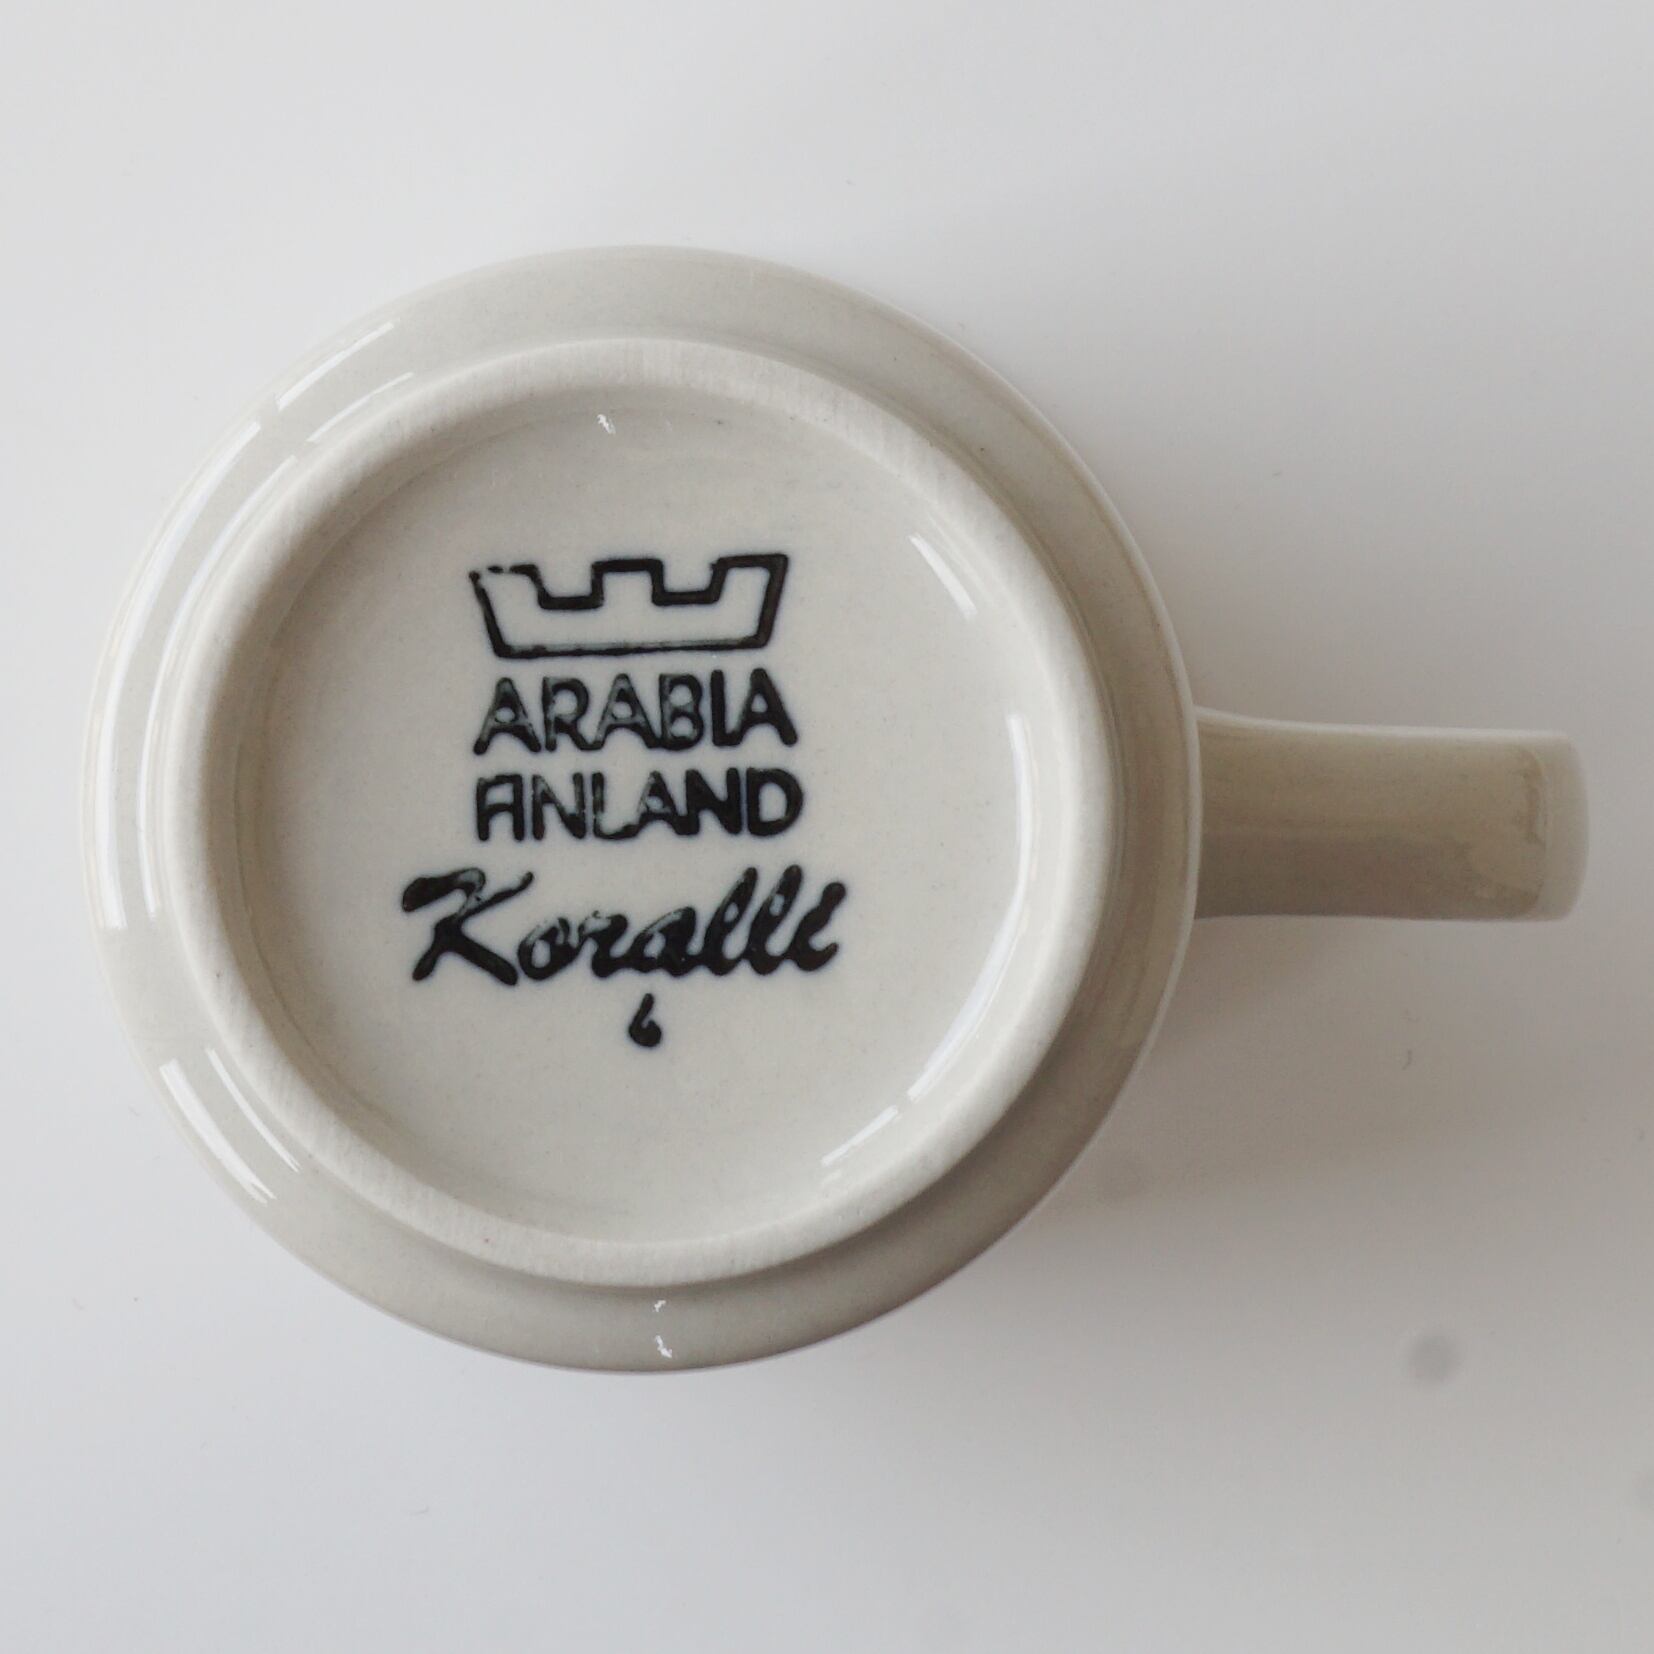 ARABIA
FINLAND
Koralli
6